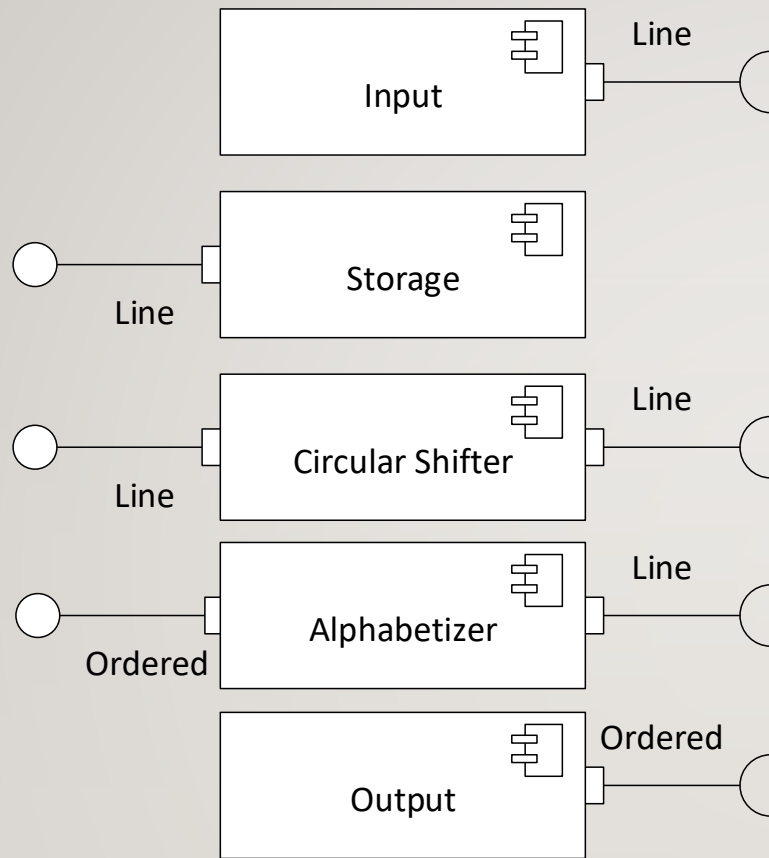 Line
Input
Storage
Line
Line
Circular Shifter
Line
Line
Alphabetizer
Ordered
Ordered
Output